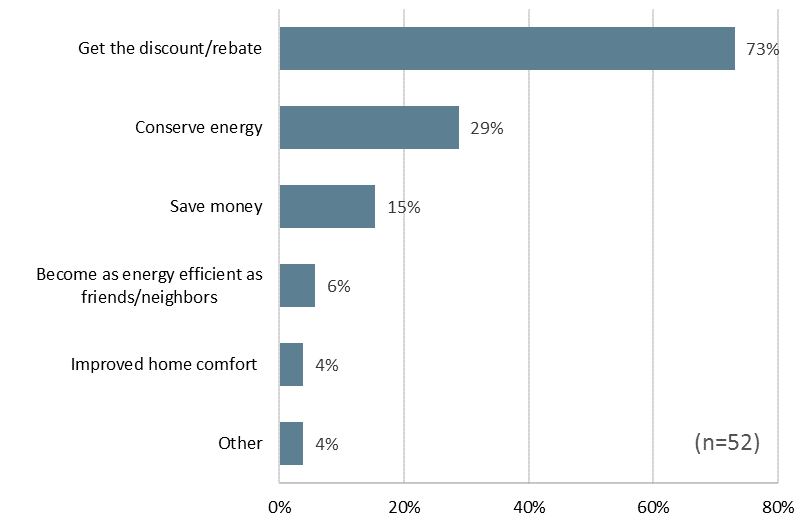 Get the discount/rebate
73%
Conserve energy
29%
Save money
15%
Become as energy efficient as
friends/neighbors
6%
Improved home comfort
4%
Other
4%
(n=52)
0%
20%
40%
60%
80%